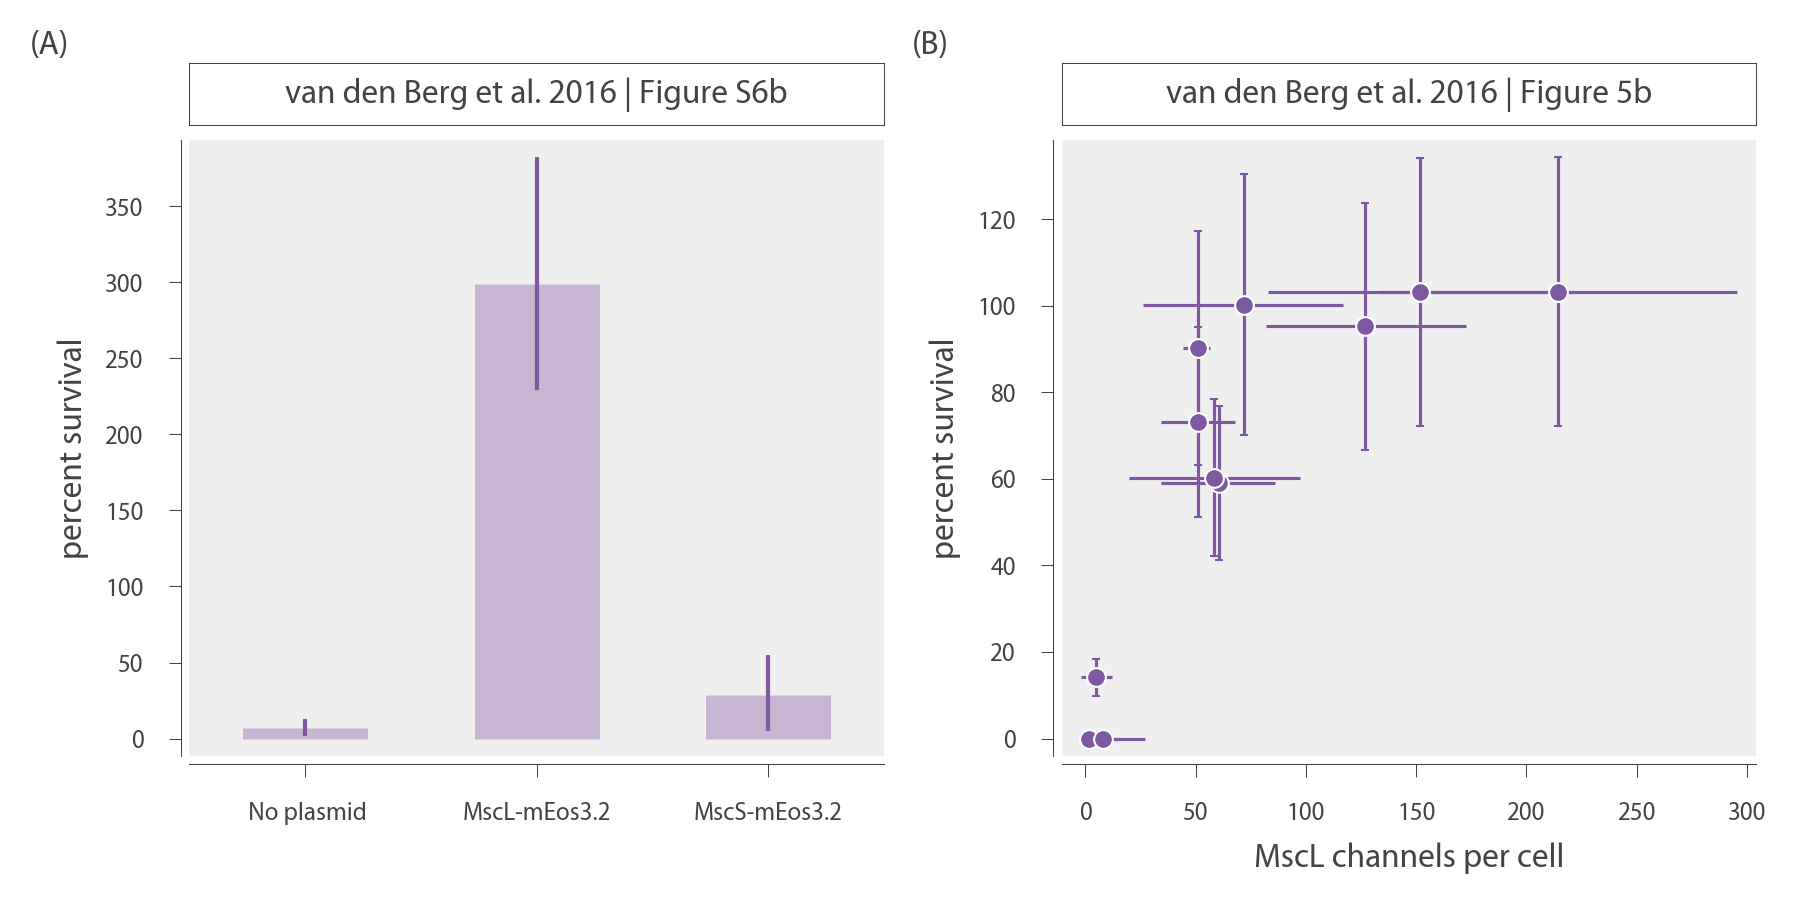 (A)
van den Berg et al. 2016 | Figure S6b
percent survival
350
300
250
200
150
100
50
0
No plasmid
MscL-mEos3.2
MscS-mEos3.2
(B)
van den Berg et al. 2016 | Figure 5b
percent survival
120
100
80
60
40
20
0
0
50
100
150
200
250
300
MscL channels per cell